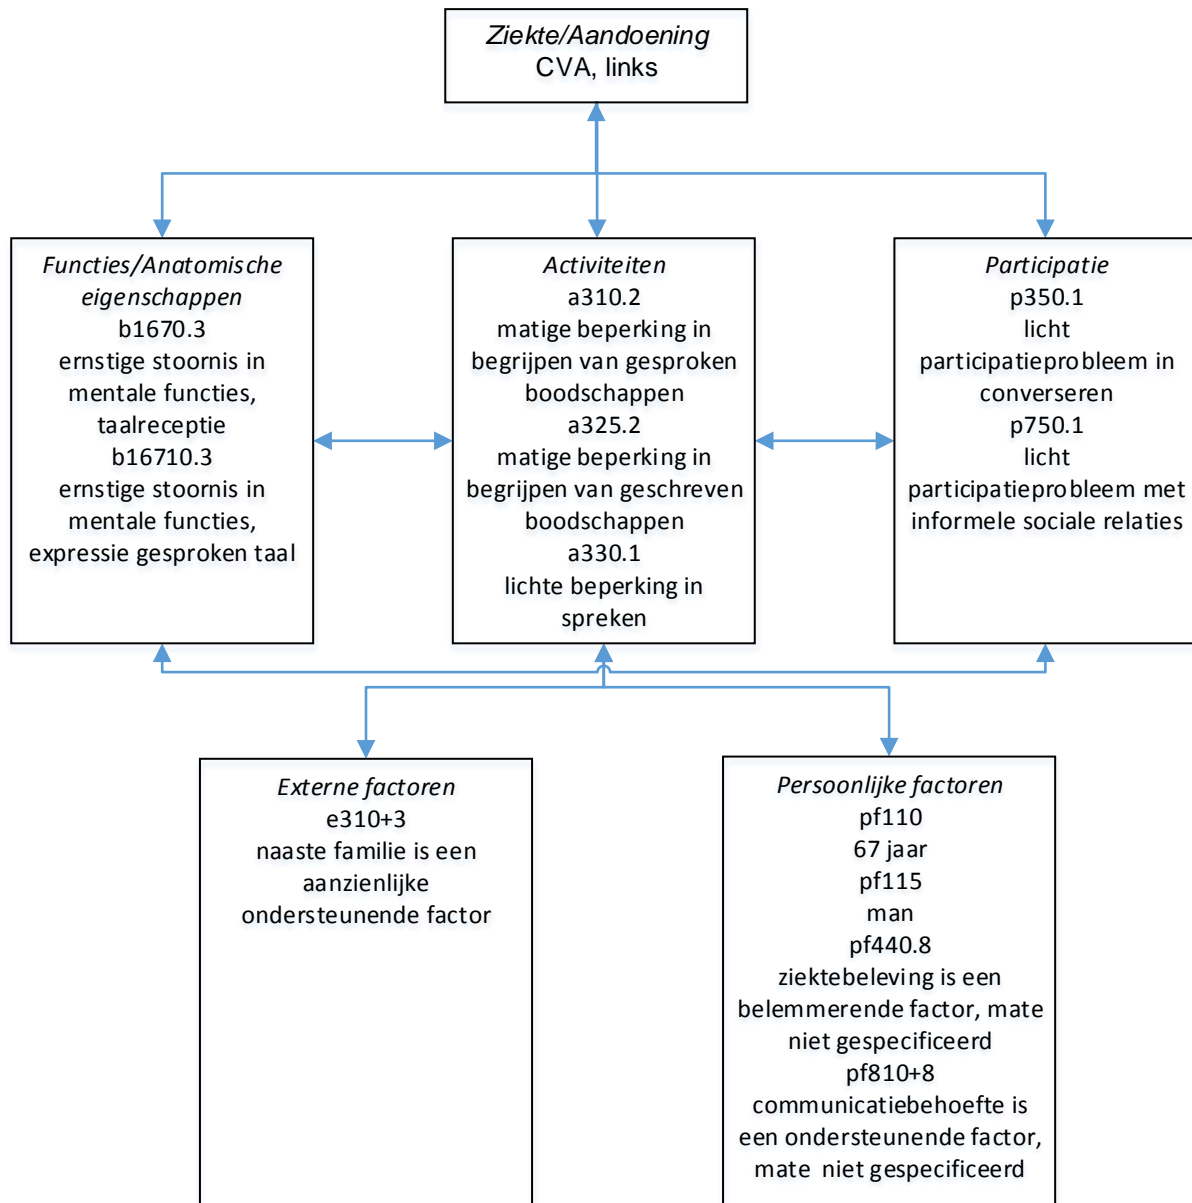 Ziekte/Aandoening
CVA, links
Functies/Anatomische
eigenschappen
b1670.3
ernstige stoornis in
mentale functies,
taalreceptie
b16710.3
ernstige stoornis in
mentale functies,
expressie gesproken taal
Activiteiten
a310.2
matige beperking in
begrijpen van gesproken
boodschappen
a325.2
matige beperking in
begrijpen van geschreven
boodschappen
a330.1
lichte beperking in
spreken
Participatie
p350.1
licht
participatieprobleem in
converseren
p750.1
licht
participatieprobleem met
informele sociale relaties
Externe factoren
e310+3
naaste familie is een
aanzienlijke
ondersteunende factor
Persoonlijke factoren
pf110
67 jaar
pf115
man
pf440.8
ziektebeleving is een
belemmerende factor, mate
niet gespecificeerd
pf810+8
communicatiebehoefte is
een ondersteunende factor,
mate niet gespecificeerd